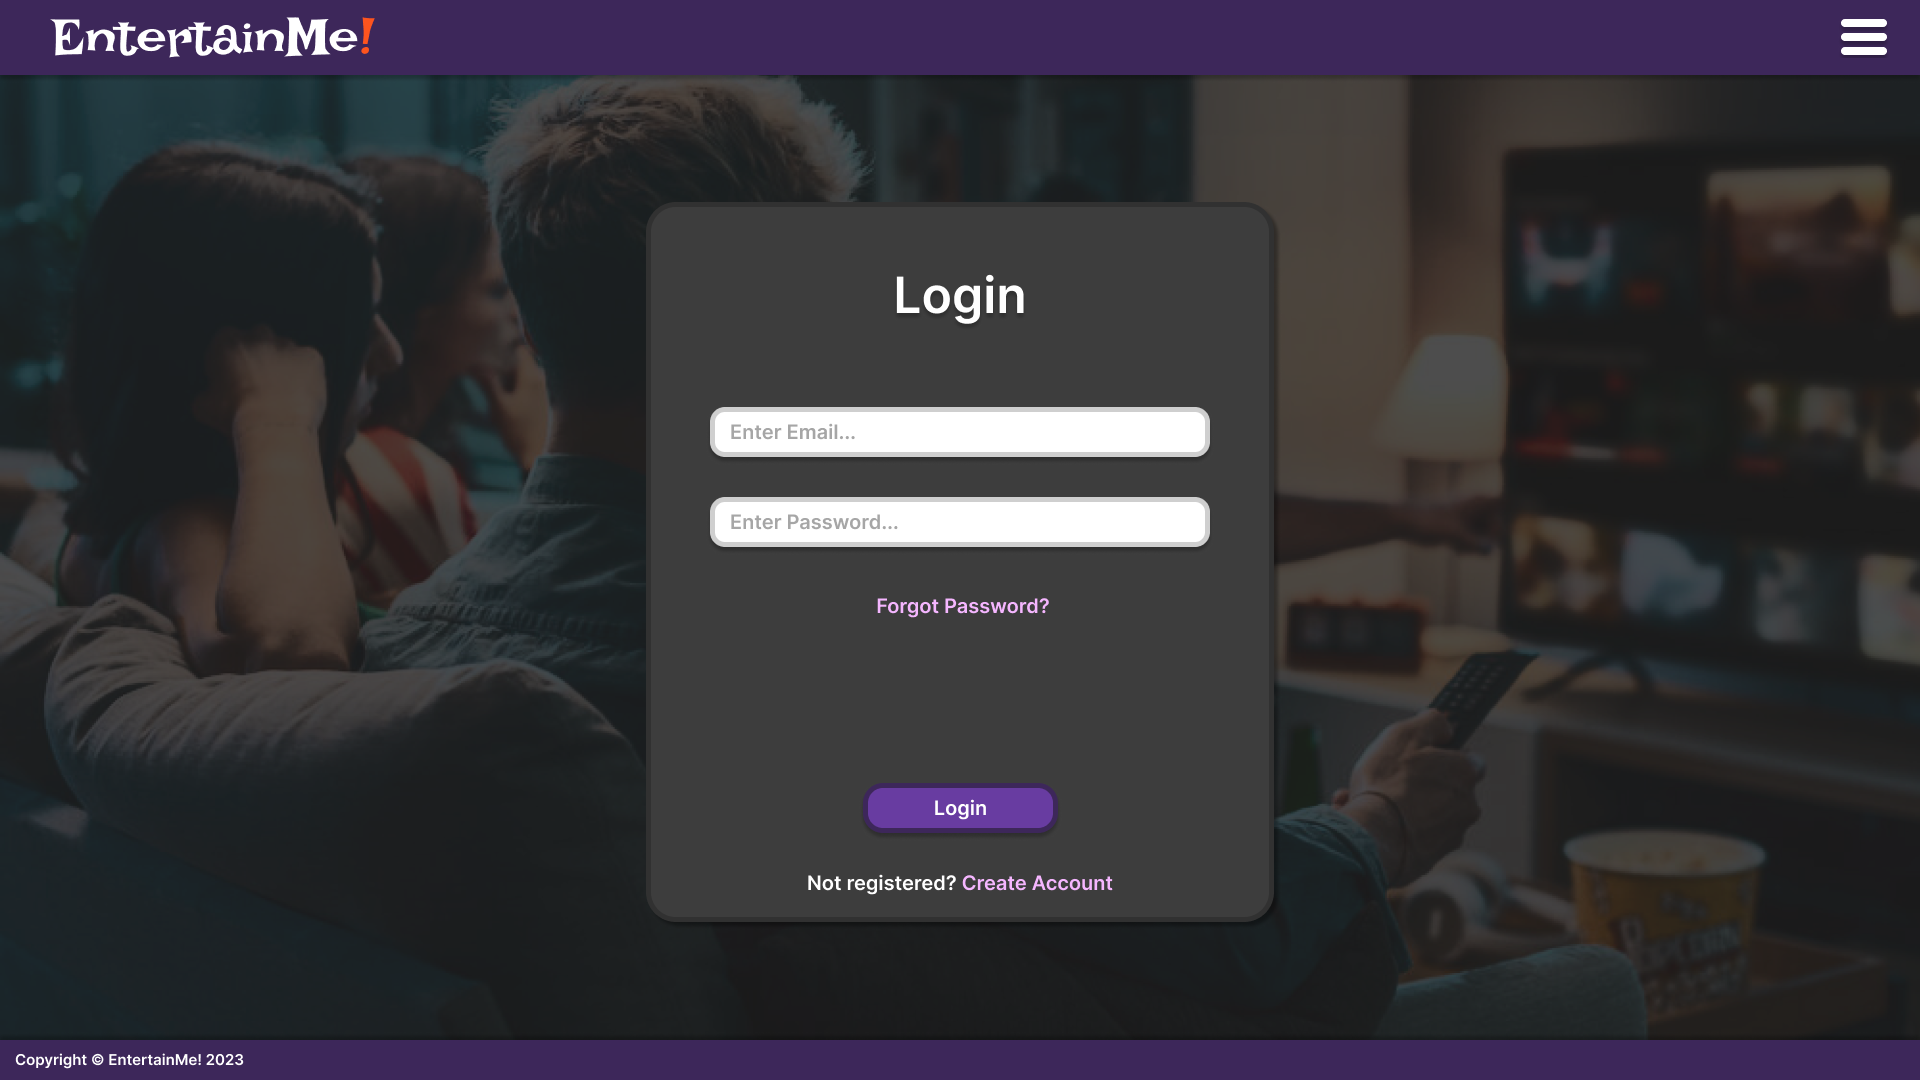 EntertainMe!
Login
Enter Email...
Enter Password...
Forgot Password?
Login
Not registered? Create Account
Copyright © EntertainMe! 2023